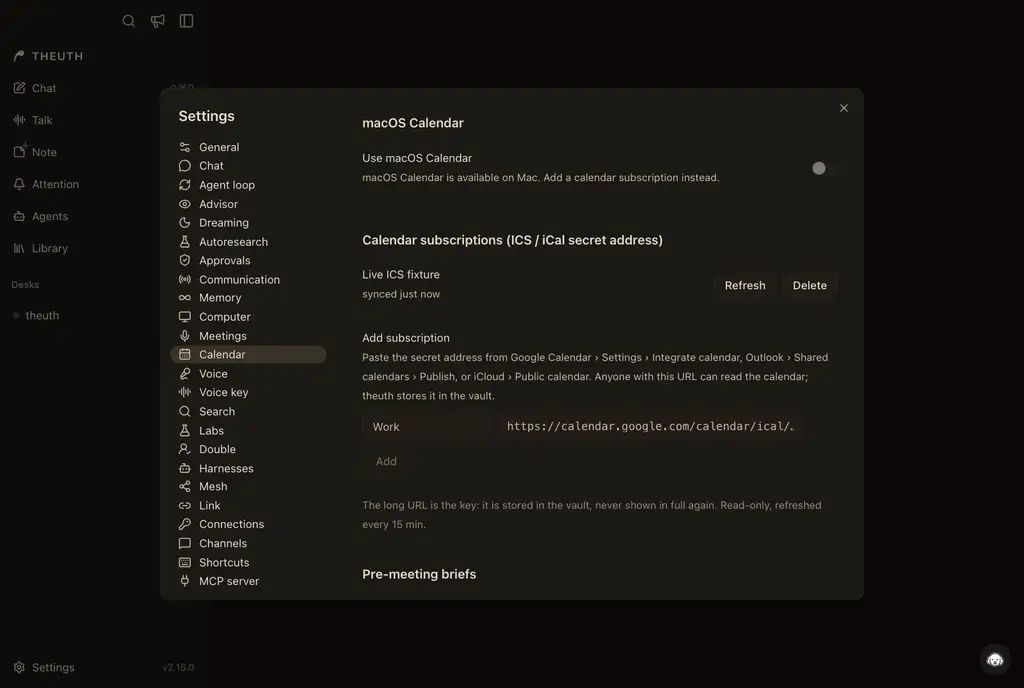 THEUTH
Chat
Talk
Note
Attention
Agents
Library
Desks
theuth
Settings
v2.15.0
Settings
General
Chat
Agent loop
Advisor
Dreaming
Autoresearch
Approvals
Communication
Memory
Computer
Meetings
Calendar
Voice
Voice key
Search
Labs
Double
Harnesses
Mesh
Link
Connections
Channels
Shortcuts
MCP server
macOS Calendar
Use macOS Calendar
macOS Calendar is available on Mac. Add a calendar subscription instead.
Calendar subscriptions (ICS / iCal secret address)
Live ICS fixture
synced just now
Refresh
Delete
Add subscription
Paste the secret address from Google Calendar › Settings › Integrate calendar, Outlook › Shared
calendars › Publish, or iCloud › Public calendar. Anyone with this URL can read the calendar;
theuth stores it in the vault.
Work
https://calendar.google.com/calendar/ical/…
Add
The long URL is the key: it is stored in the vault, never shown in full again. Read-only, refreshed
every 15 min.
Pre-meeting briefs